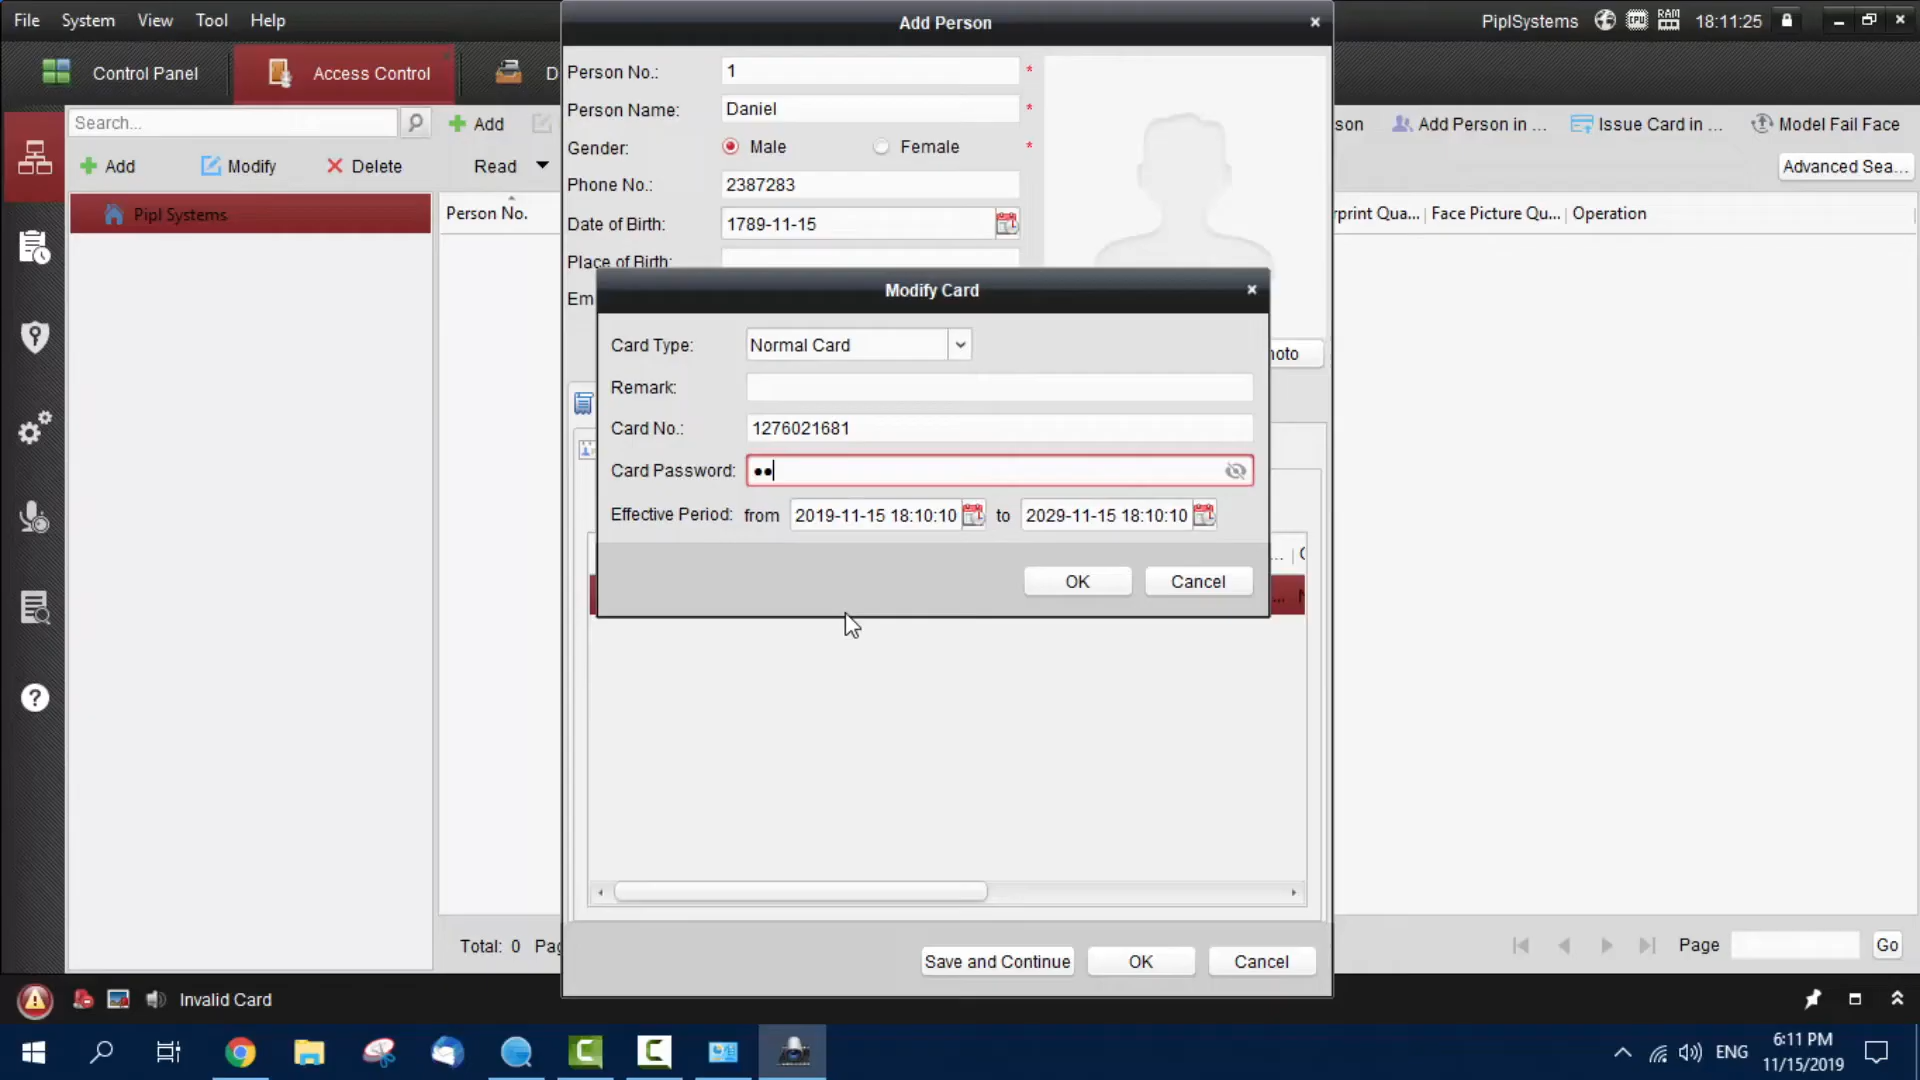 File System View Tool Help
Add Person
PiplSystems 18:11:25
Control Panel
Access Control
D
Person No.: 1 *
Person Name: Daniel *
Gender: Male Female *
Phone No.: 2387283
Date of Birth: 1789-11-15
Place of Birth:
Em
Search...
Add
Add Modify Delete
Read
Pipl Systems
Person No.
son Add Person in ... Issue Card in ... Model Fail Face
Advanced Sea...
rprint Qua... Face Picture Qu... Operation
hoto
Modify Card
Card Type: Normal Card
Remark:
Card No.: 1276021681
Card Password: ••
Effective Period: from 2019-11-15 18:10:10 to 2029-11-15 18:10:10
OK Cancel
Total: 0 Pag
Save and Continue OK Cancel
Page Go
Invalid Card
ENG
6:11 PM
11/15/2019